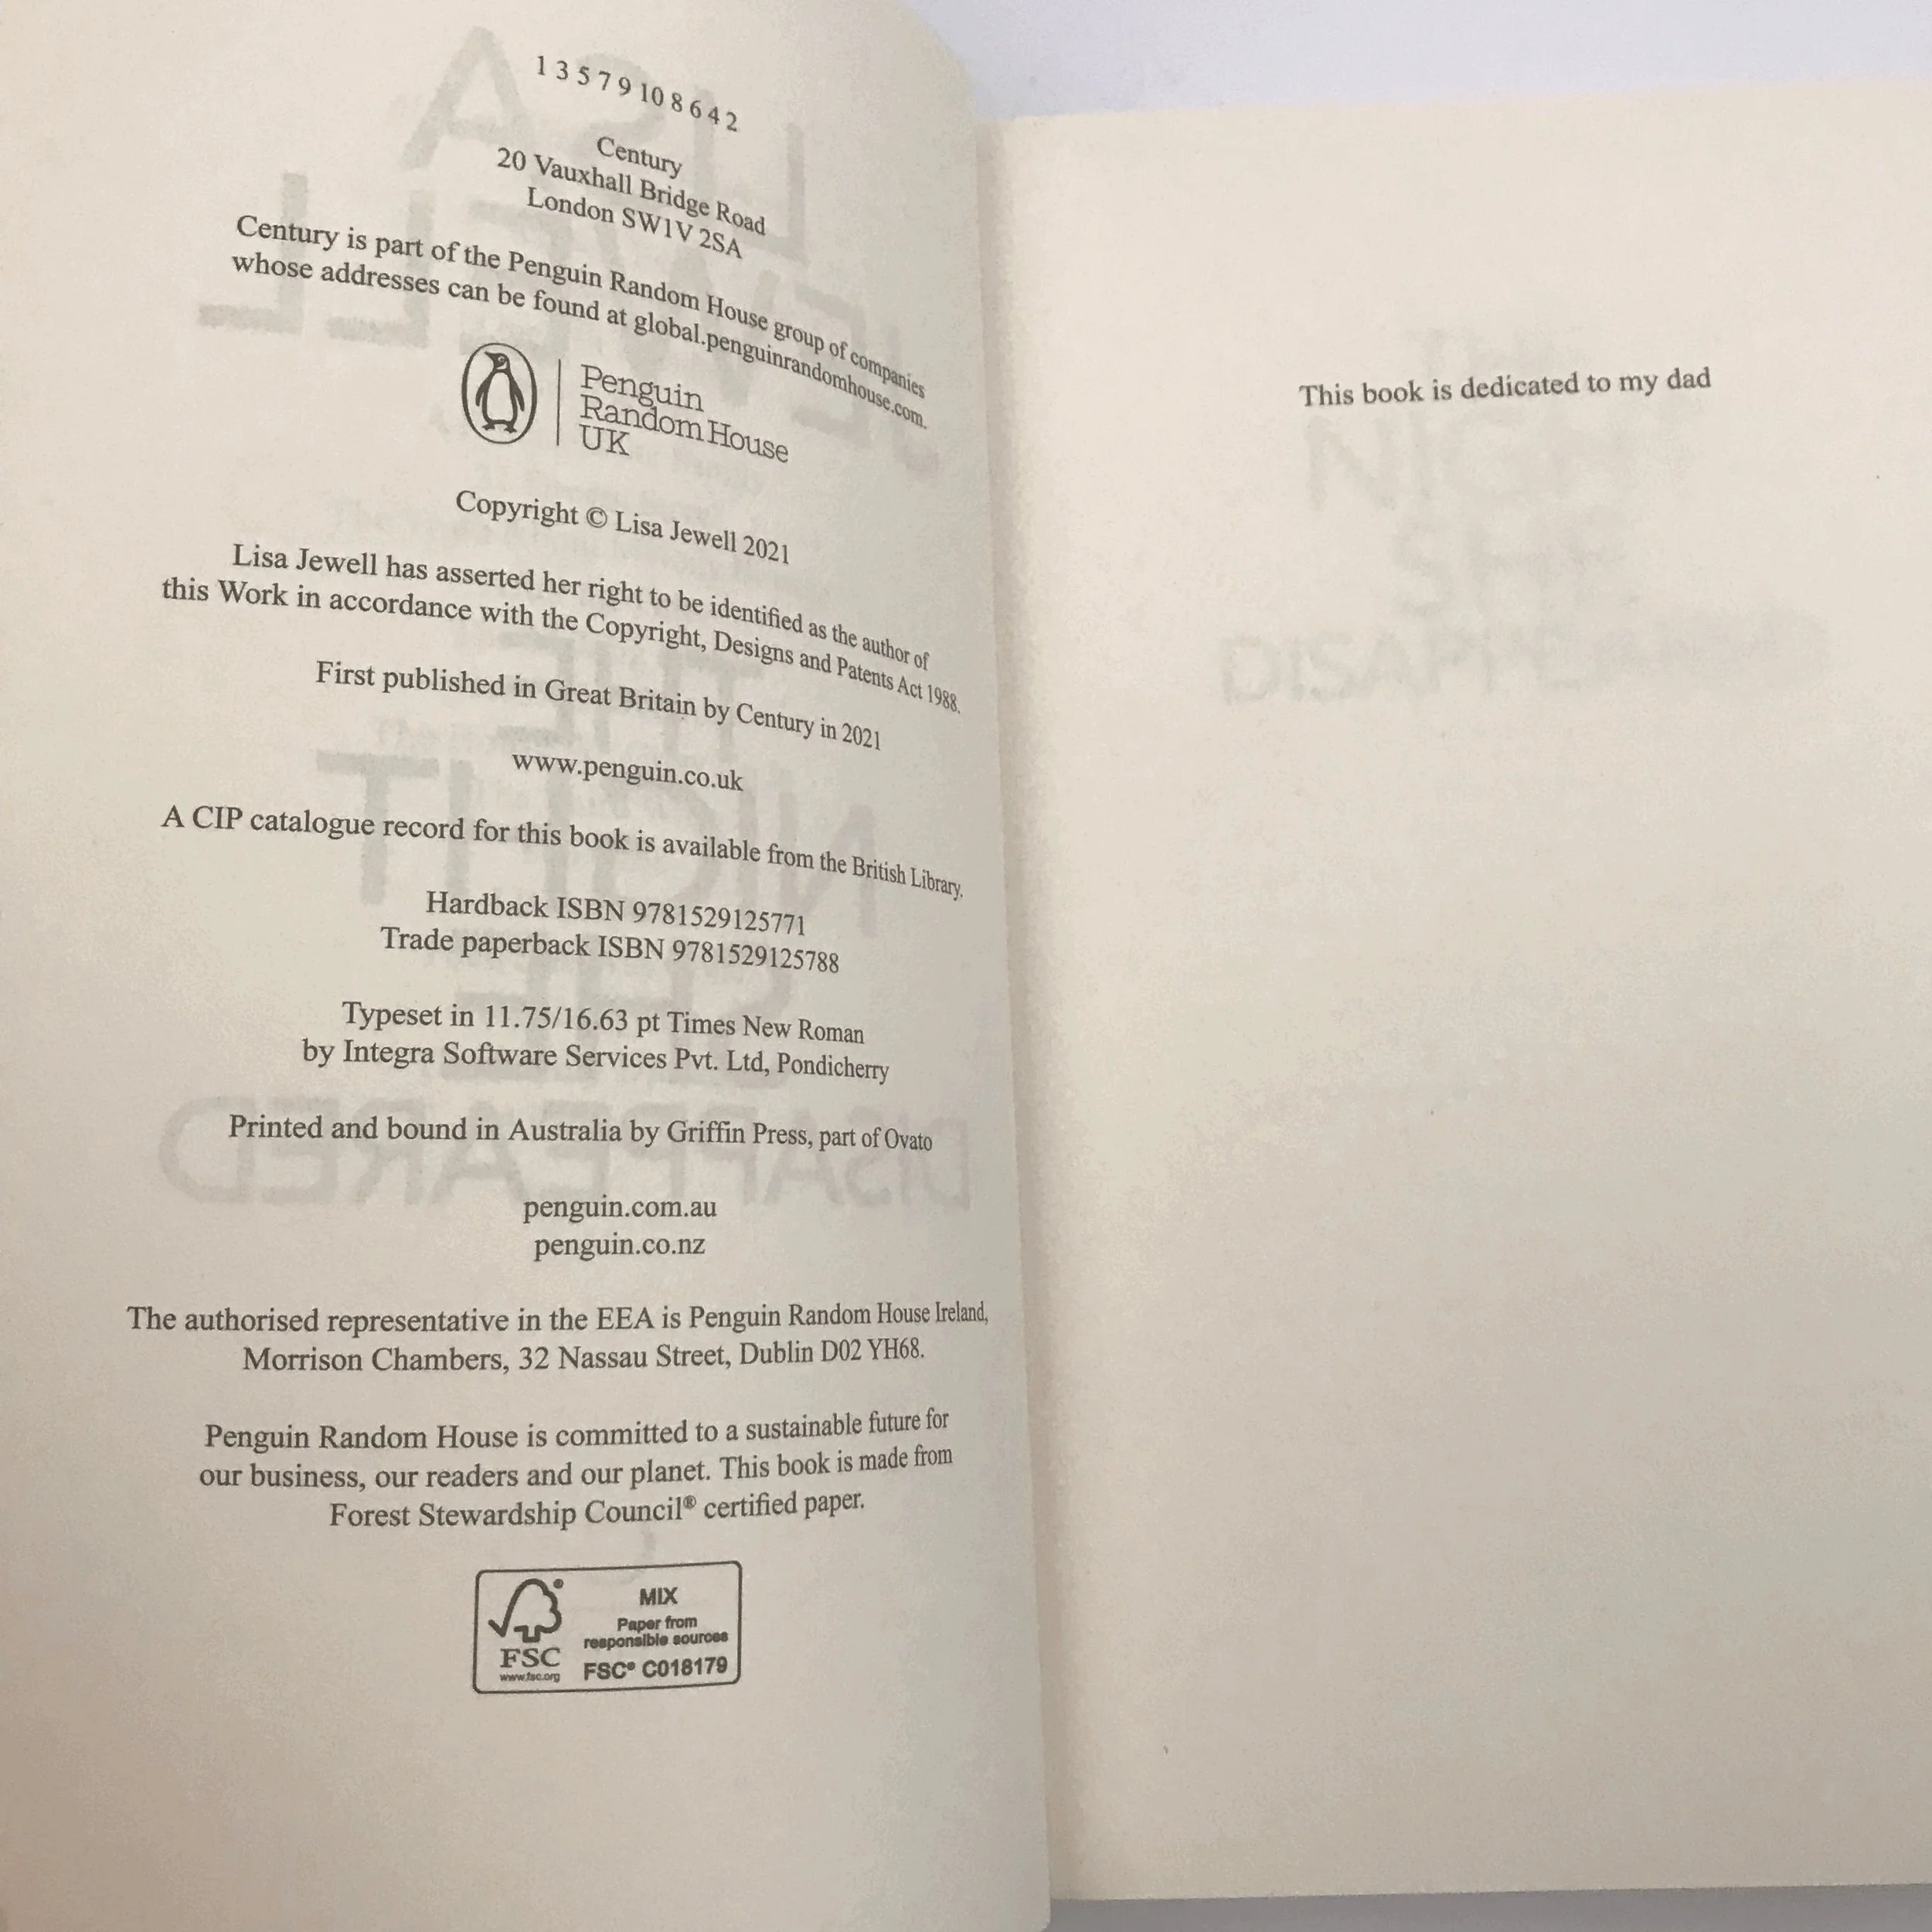 1 3 5 7 9 10 8 6 4 2
Century
20 Vauxhall Bridge Road
London SW1V 2SA
Century is part of the Penguin Random House group of companies
whose addresses can be found at global.penguinrandomhouse.com.
Penguin
Random House
UK
Copyright © Lisa Jewell 2021
Lisa Jewell has asserted her right to be identified as the author of
this Work in accordance with the Copyright, Designs and Patents Act 1988.
First published in Great Britain by Century in 2021
www.penguin.co.uk
A CIP catalogue record for this book is available from the British Library.
Hardback ISBN 9781529125771
Trade paperback ISBN 9781529125788
Typeset in 11.75/16.63 pt Times New Roman
by Integra Software Services Pvt. Ltd, Pondicherry
Printed and bound in Australia by Griffin Press, part of Ovato
penguin.com.au
penguin.co.nz
The authorised representative in the EEA is Penguin Random House Ireland,
Morrison Chambers, 32 Nassau Street, Dublin D02 YH68.
Penguin Random House is committed to a sustainable future for
our business, our readers and our planet. This book is made from
Forest Stewardship Council® certified paper.
FSC
www.fsc.org
MIX
Paper from
responsible sources
FSC® C018179
This book is dedicated to my dad